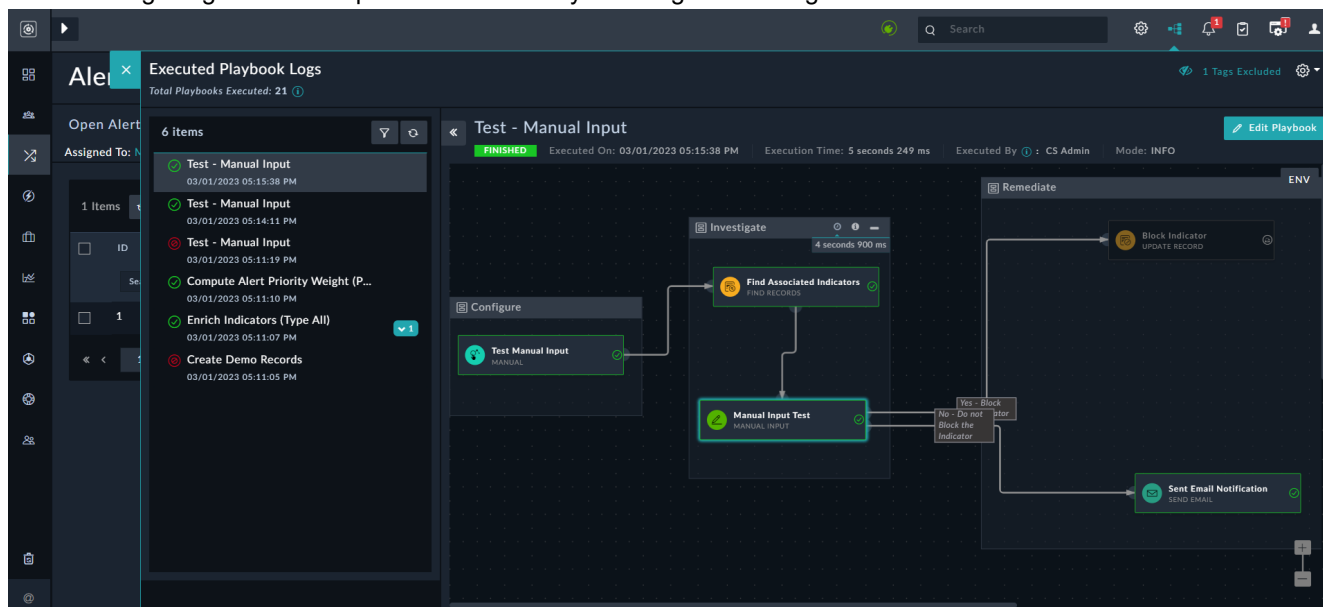 Search
Aler
Executed Playbook Logs
Total Playbooks Executed: 21
1 Tags Excluded
Open Alert
Assigned To:
6 items
Test - Manual Input
Edit Playbook
FINISHED
Executed On: 03/01/2023 05:15:38 PM
Execution Time: 5 seconds 249 ms
Executed By : CS Admin
Mode: INFO
1 Items
ID
1
Test - Manual Input
03/01/2023 05:15:38 PM
Test - Manual Input
03/01/2023 05:14:11 PM
Test - Manual Input
03/01/2023 05:11:19 PM
Compute Alert Priority Weight (P...
03/01/2023 05:11:10 PM
Enrich Indicators (Type All)
1
03/01/2023 05:11:07 PM
Create Demo Records
03/01/2023 05:11:05 PM
Configure
Test Manual Input
MANUAL
Investigate
4 seconds 900 ms
Find Associated Indicators
FIND RECORDS
Manual Input Test
MANUAL INPUT
Yes - Block
No - Do not
Block the
Indicator
ENV
Remediate
Block Indicator
UPDATE RECORD
Sent Email Notification
SEND EMAIL